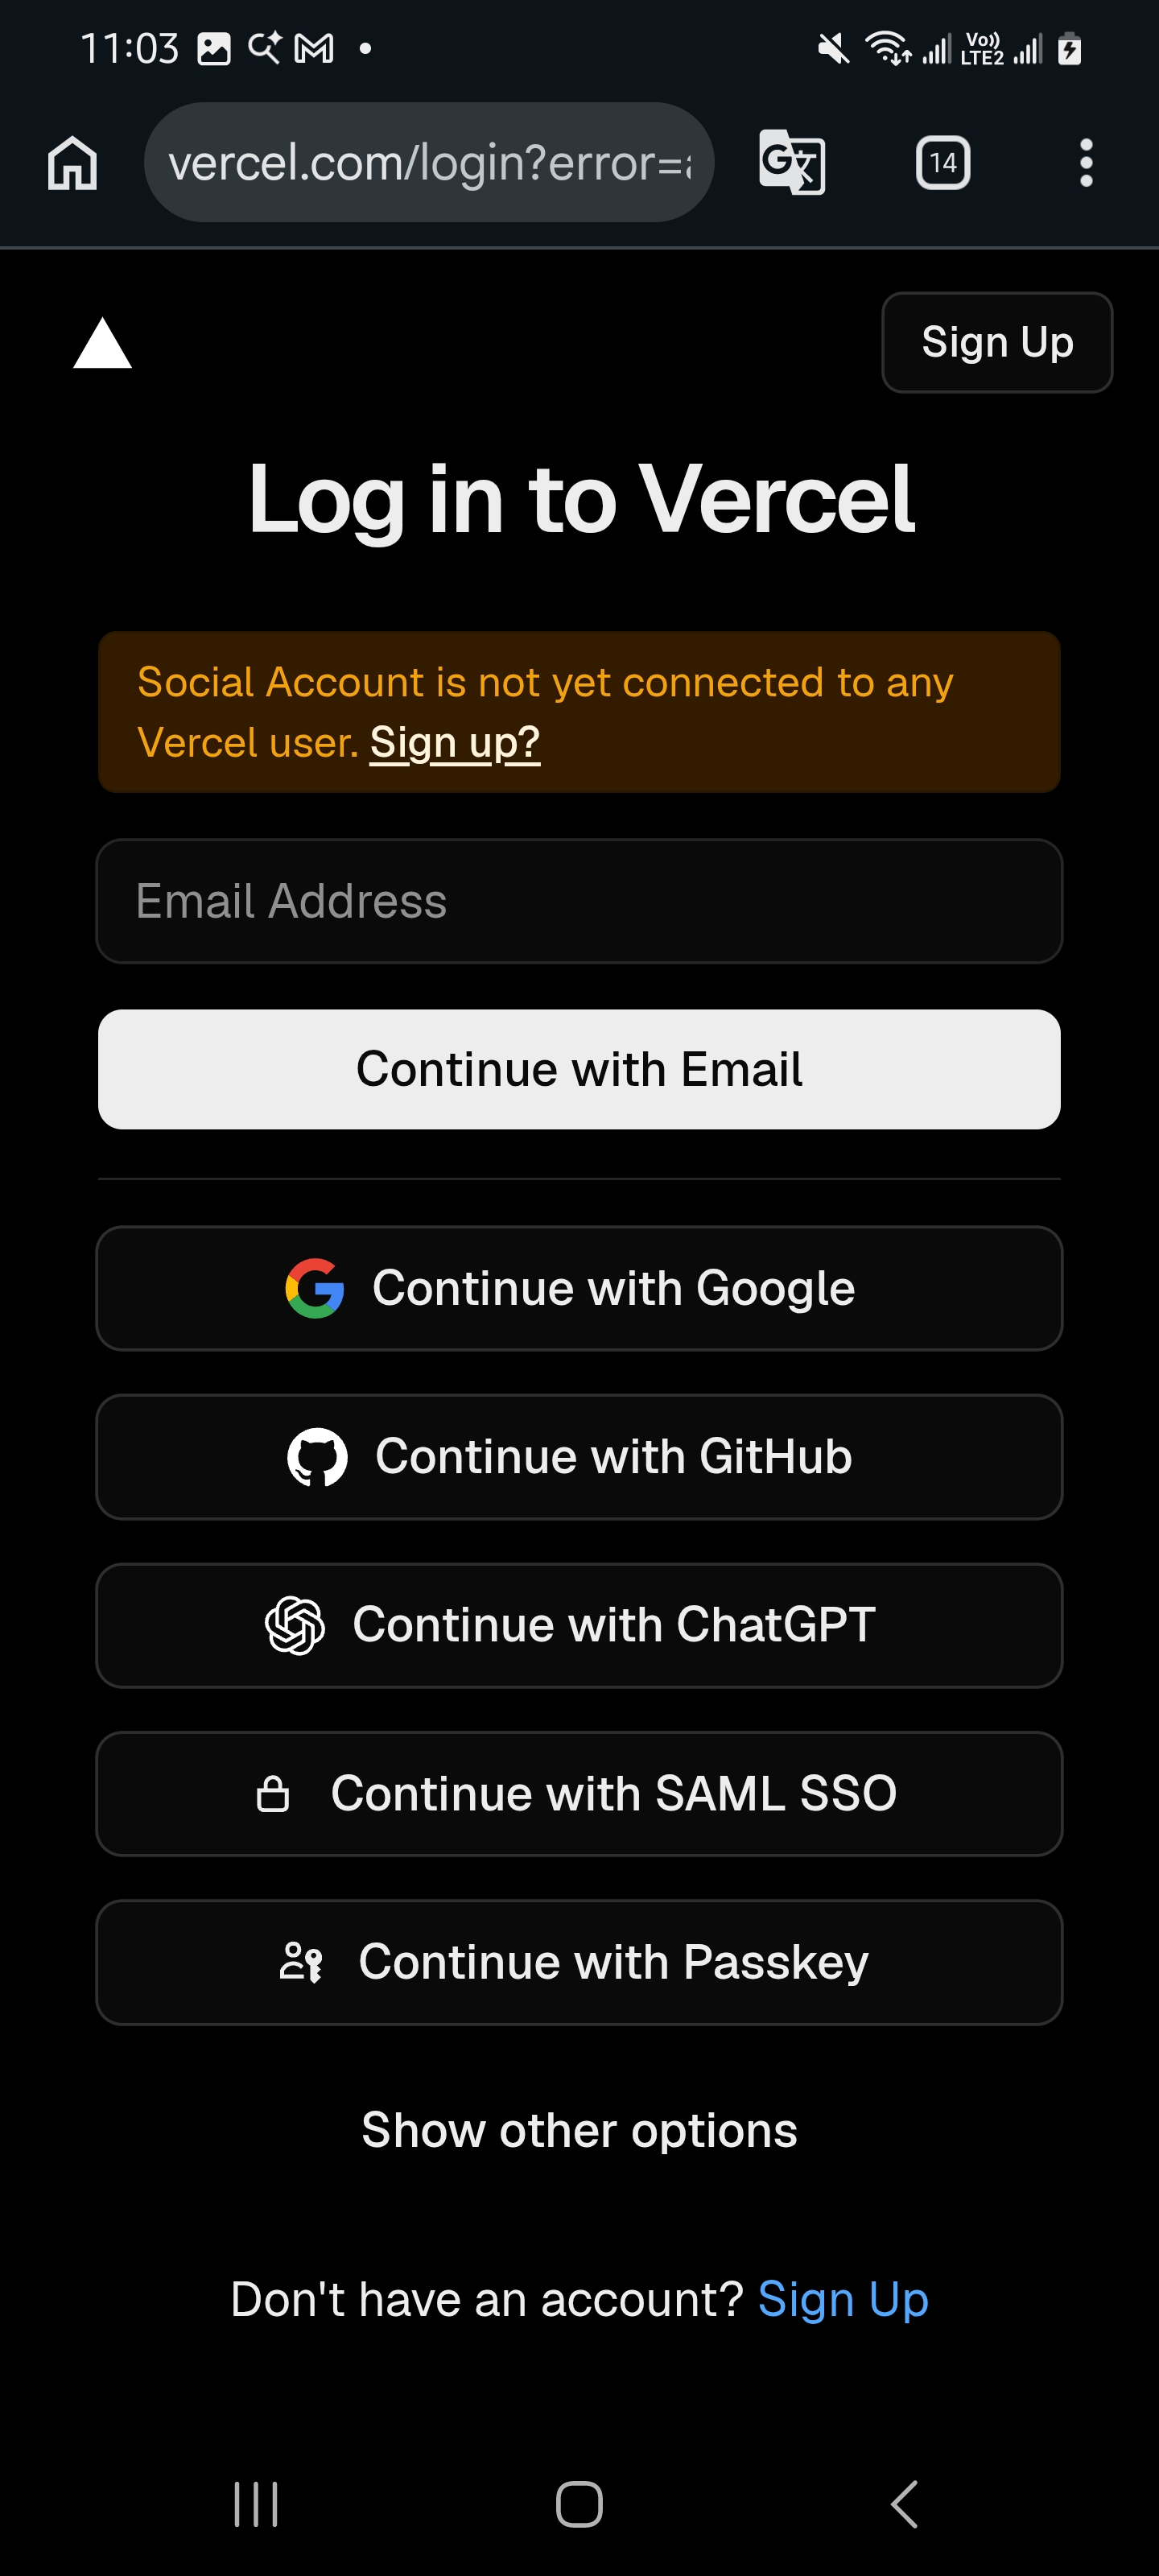 11:03
Vo))
LTE2
vercel.com/login?error=
14
Sign Up
Log in to Vercel
Social Account is not yet connected to any
Vercel user. Sign up?
Email Address
Continue with Email
Continue with Google
Continue with GitHub
Continue with ChatGPT
Continue with SAML SSO
Continue with Passkey
Show other options
Don't have an account? Sign Up